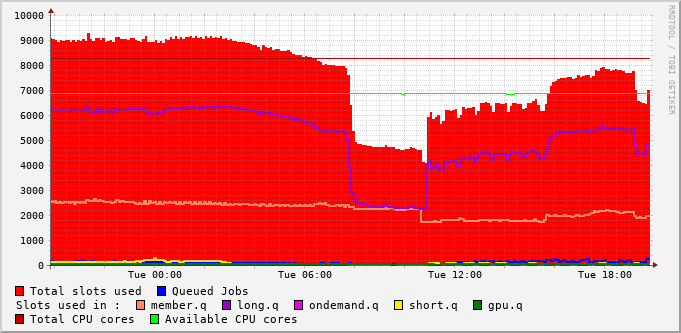 10000
9000
8000
7000
6000
5000
4000
3000
2000
1000
0
Tue 00:00 Tue 06:00 Tue 12:00 Tue 18:00
RRDTOOL / TOBI OETIKER
Total slots used Queued Jobs
Slots used in : member.q long.q ondemand.q short.q gpu.q
Total CPU cores Available CPU cores